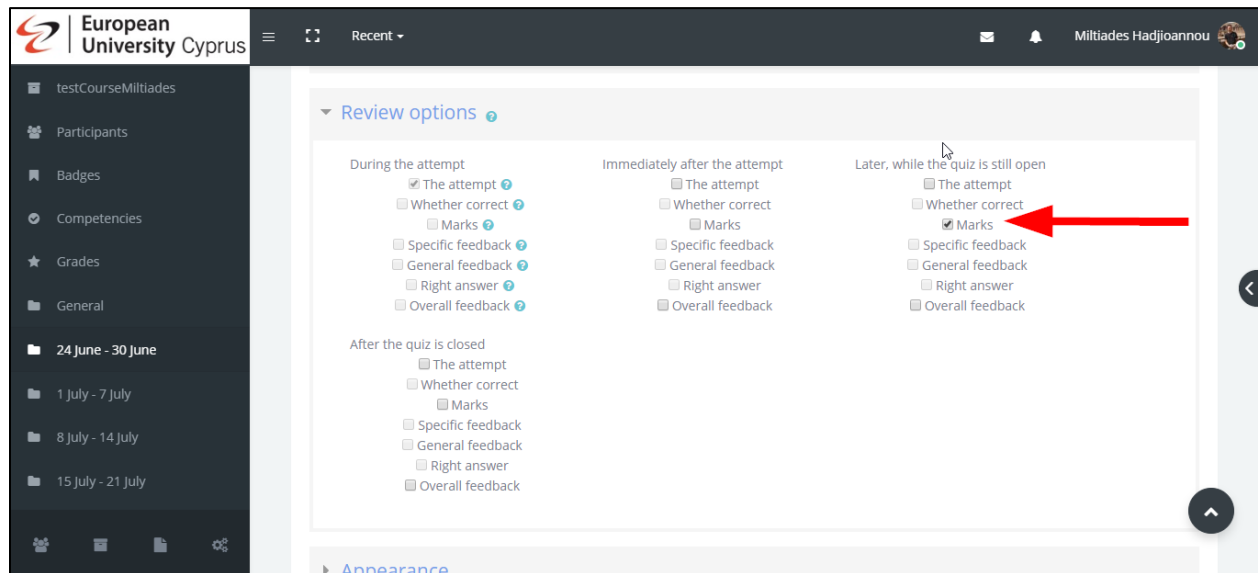 European
University Cyprus
Recent
Miltiades Hadjioannou
testCourseMiltiades
Participants
Badges
Competencies
Grades
General
24 June - 30 June
1 July - 7 July
8 July - 14 July
15 July - 21 July
Review options
During the attempt
The attempt
Whether correct
Marks
Specific feedback
General feedback
Right answer
Overall feedback
Immediately after the attempt
The attempt
Whether correct
Marks
Specific feedback
General feedback
Right answer
Overall feedback
Later, while the quiz is still open
The attempt
Whether correct
Marks
Specific feedback
General feedback
Right answer
Overall feedback
After the quiz is closed
The attempt
Whether correct
Marks
Specific feedback
General feedback
Right answer
Overall feedback
Appearance